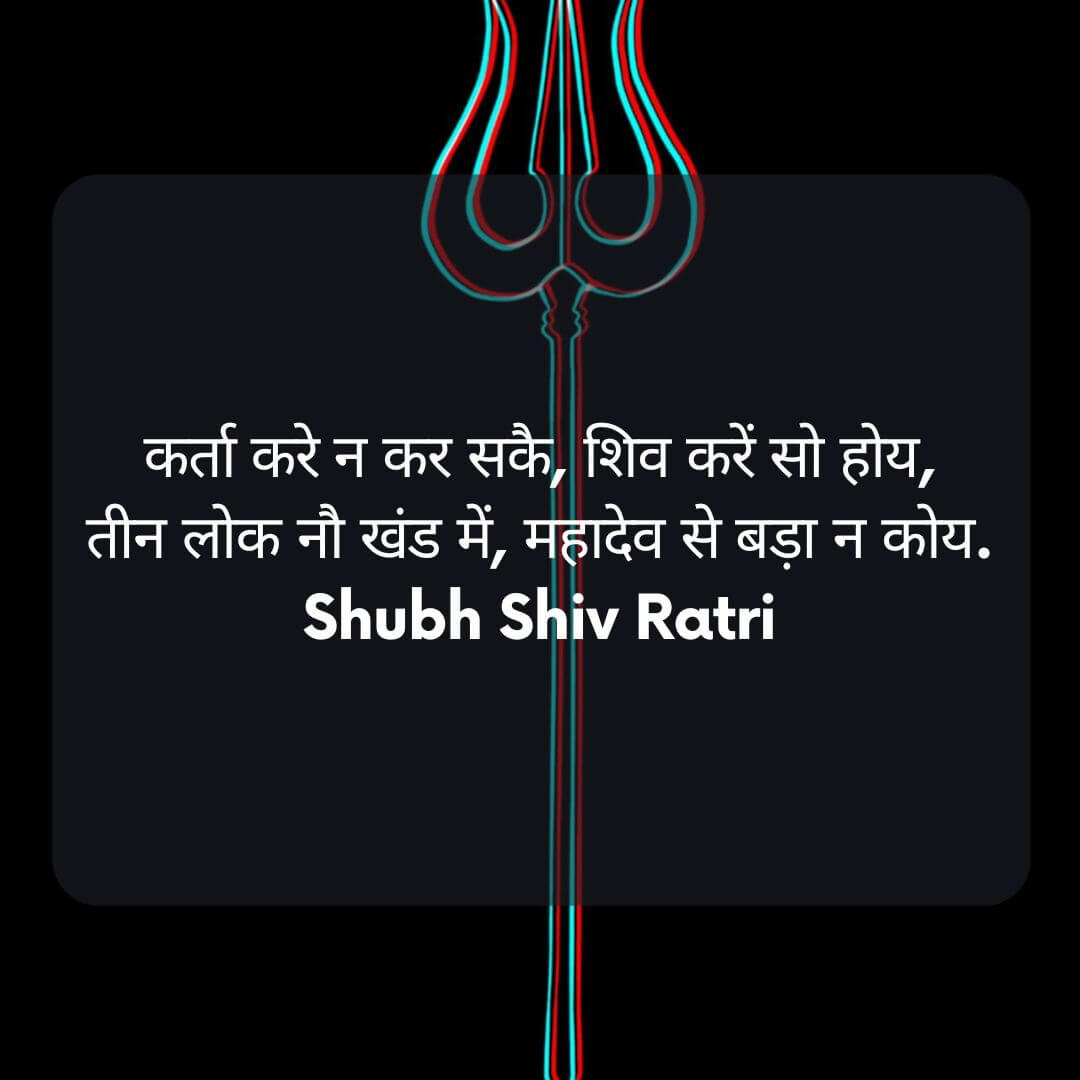 कर्ता करे न कर सकै, शिव करें सो होय,
तीन लोक नौ खंड में, महादेव से बड़ा न कोय.
Shubh Shiv Ratri